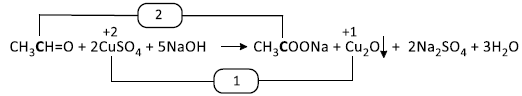 2
+2 +1
CH₃CH=O + 2CuSO₄ + 5NaOH → CH₃COONa + Cu₂O↓ + 2Na₂SO₄ + 3H₂O
1